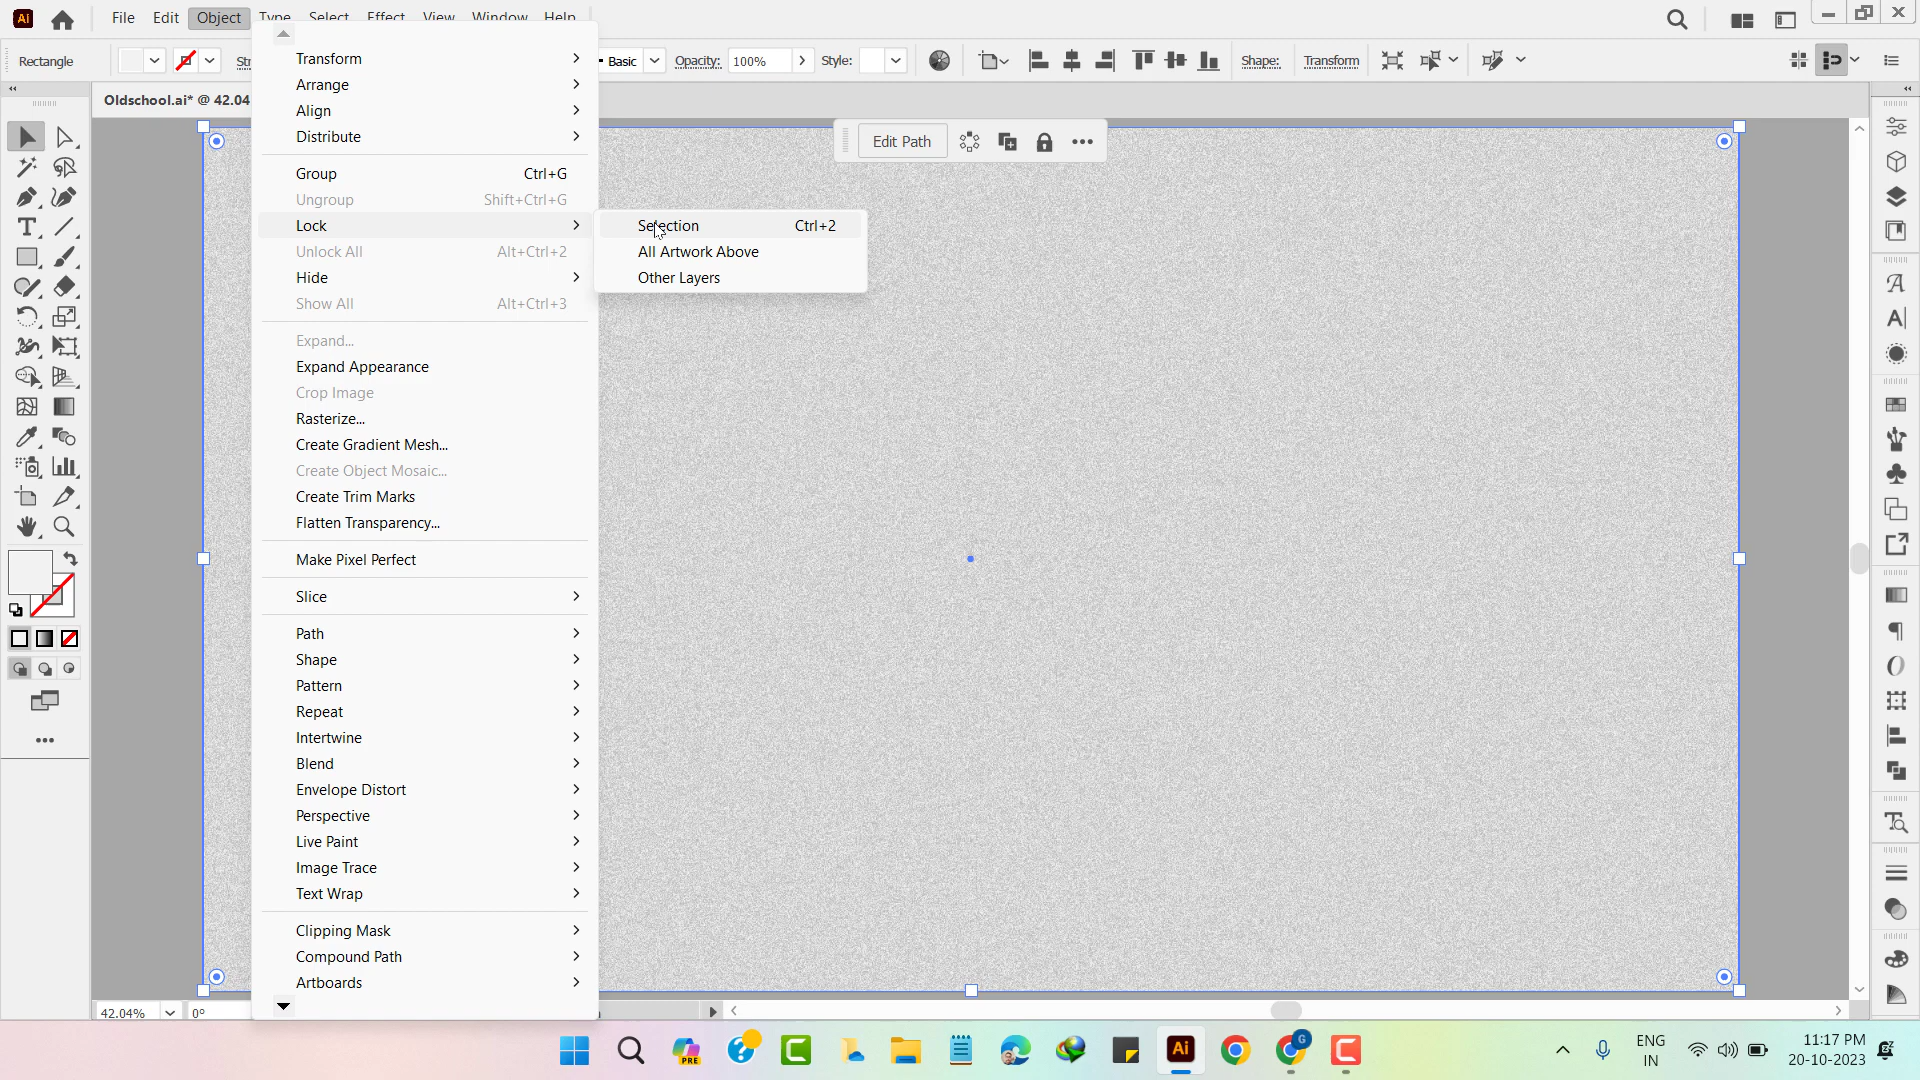 Ai File Edit Object Type Select Effect View Window Help
Rectangle Basic Opacity: 100% Style: Shape: Transform
Oldschool.ai* @ 42.04
Transform
Arrange
Align
Distribute
Group Ctrl+G
Ungroup Shift+Ctrl+G
Lock
Unlock All Alt+Ctrl+2
Hide
Show All Alt+Ctrl+3
Expand...
Expand Appearance
Crop Image
Rasterize...
Create Gradient Mesh...
Create Object Mosaic...
Create Trim Marks
Flatten Transparency...
Make Pixel Perfect
Slice
Path
Shape
Pattern
Repeat
Intertwine
Blend
Envelope Distort
Perspective
Live Paint
Image Trace
Text Wrap
Clipping Mask
Compound Path
Artboards
Selection Ctrl+2
All Artwork Above
Other Layers
Edit Path
42.04% 0°
PRE
Ai
G
ENG
IN
11:17 PM
20-10-2023